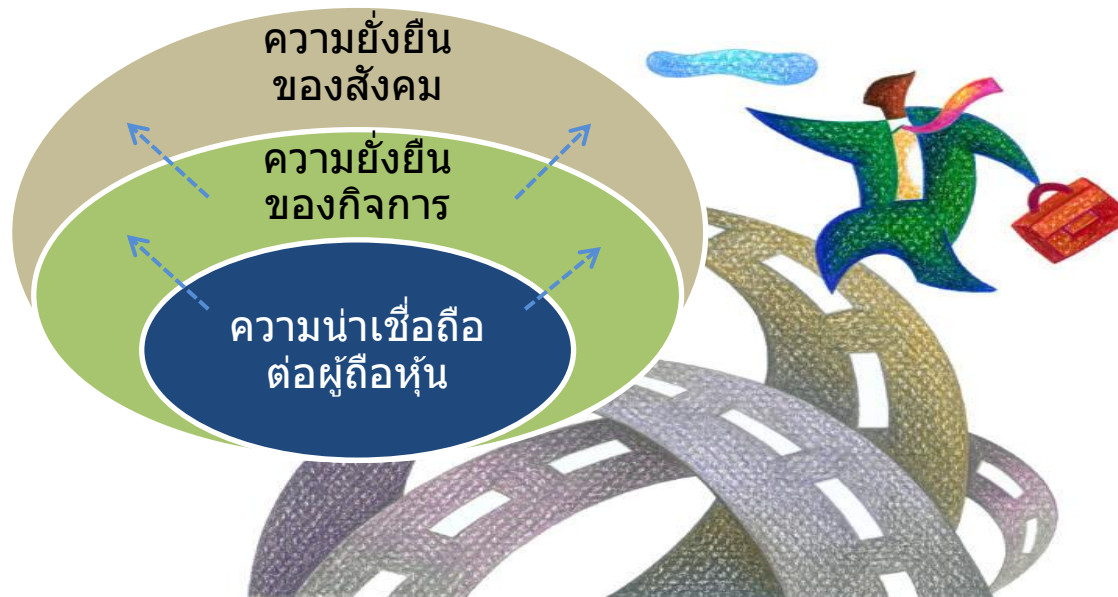 ความยั่งยืน
ของสังคม
ความยั่งยืน
ของกิจการ
ความน่าเชื่อถือ
ต่อผู้ถือหุ้น